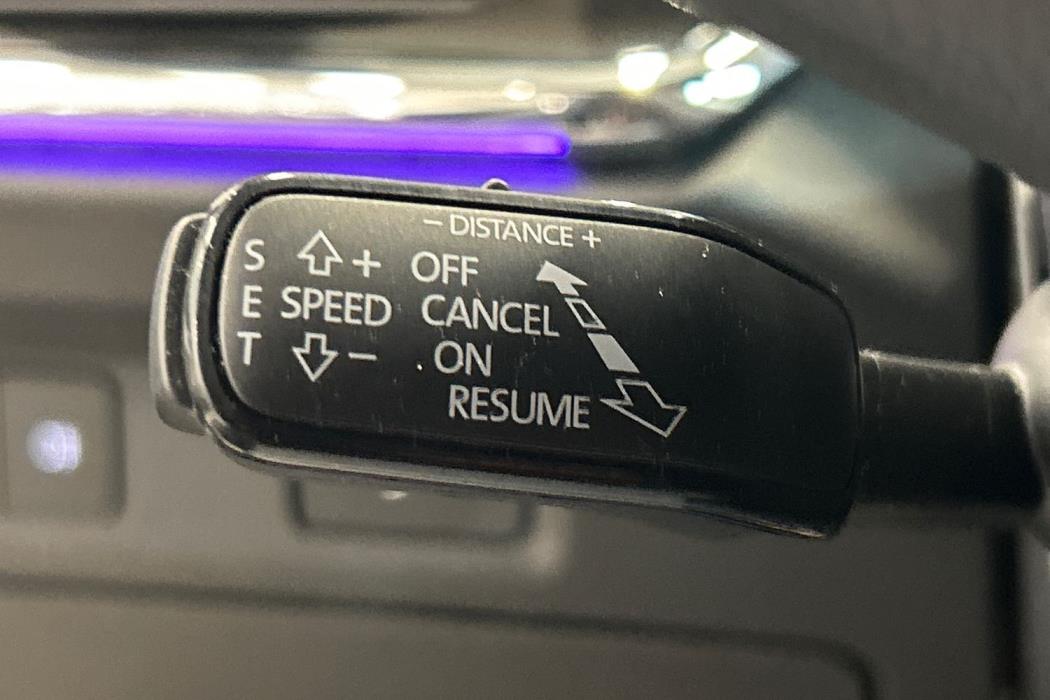 - DISTANCE +
S + OFF
E SPEED CANCEL
T - ON
RESUME